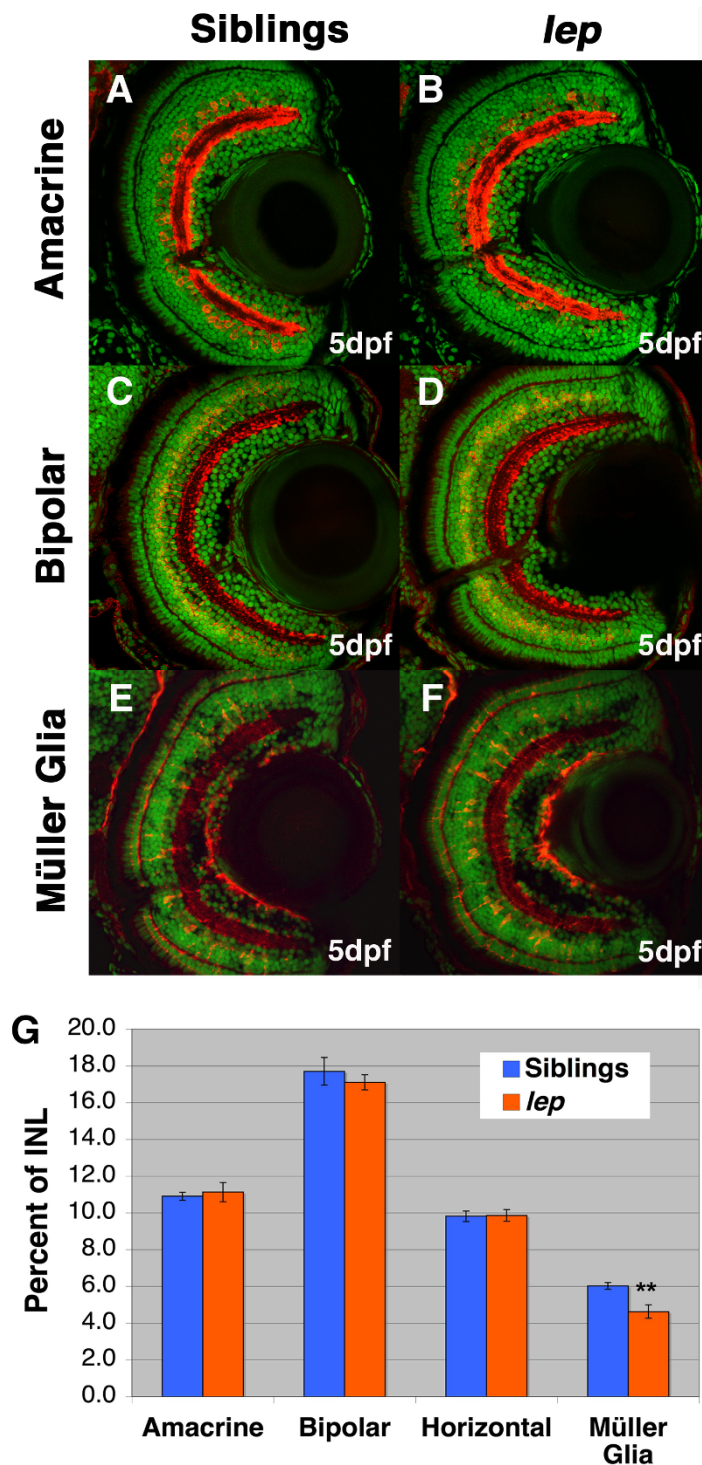 Siblings lep
Amacrine
A
B
5dpf
5dpf
Bipolar
C
D
5dpf
5dpf
Müller Glia
E
F
5dpf
5dpf
G
Percent of INL
20.0
18.0
16.0
14.0
12.0
10.0
8.0
6.0
4.0
2.0
0.0
Siblings
lep
**
Amacrine Bipolar Horizontal Müller
Glia